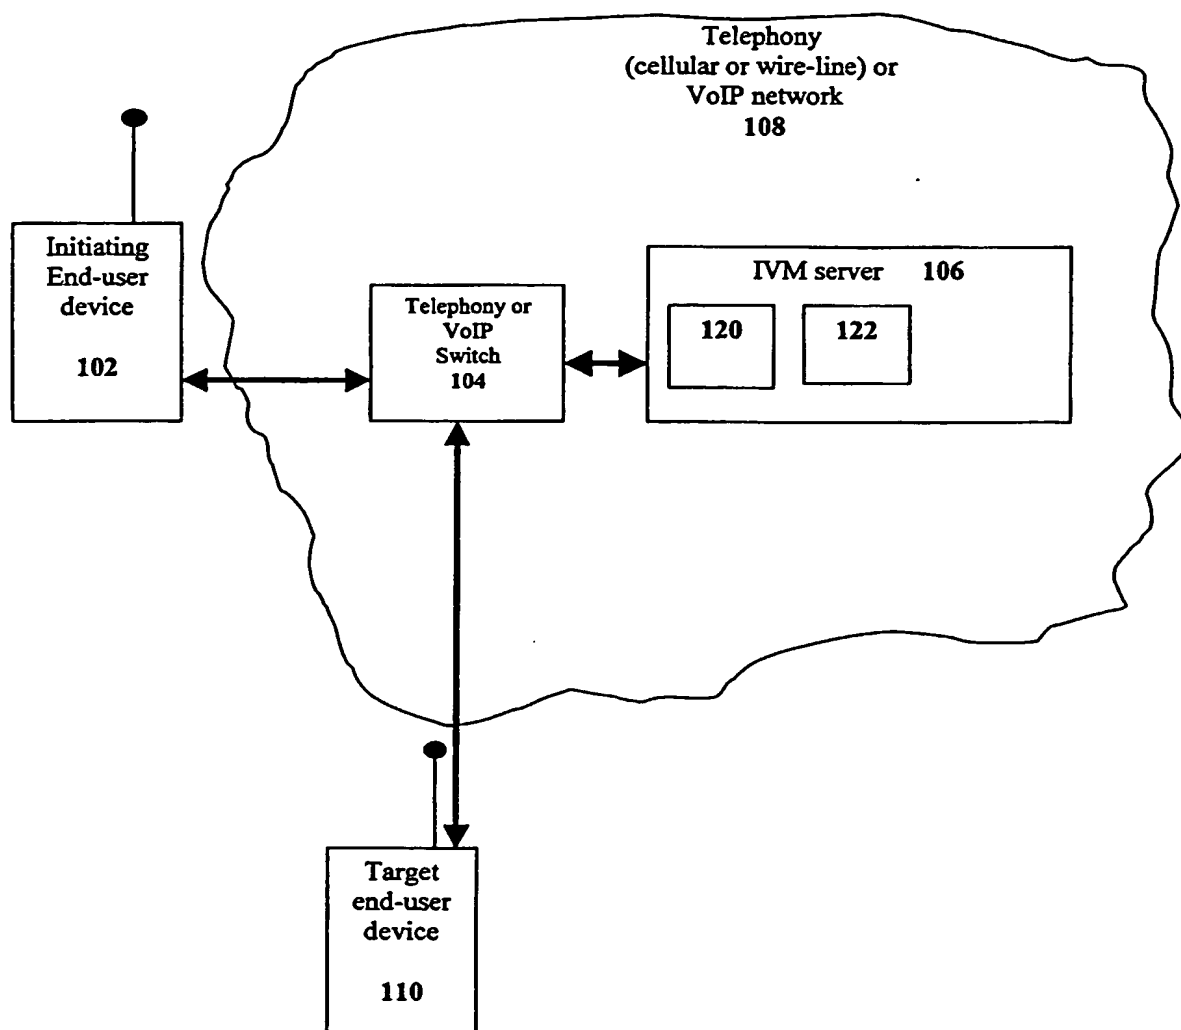 Telephony
(cellular or wire-line) or
VoIP network
108
Initiating
End-user
device
102
Telephony or
VoIP
Switch
104
IVM server 106
120 122
Target
end-user
device
110